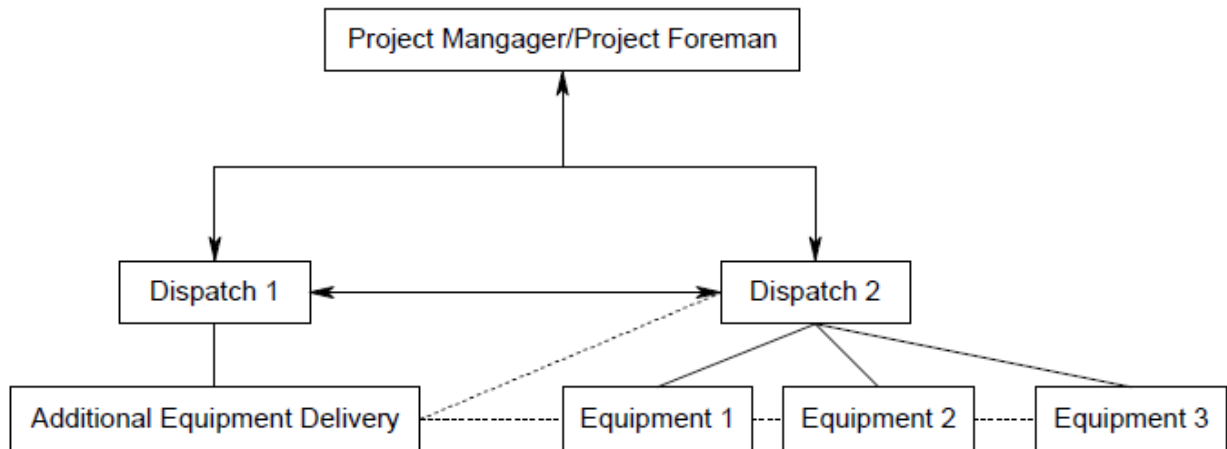 Project Mangager/Project Foreman
Dispatch 1
Dispatch 2
Additional Equipment Delivery
Equipment 1
Equipment 2
Equipment 3